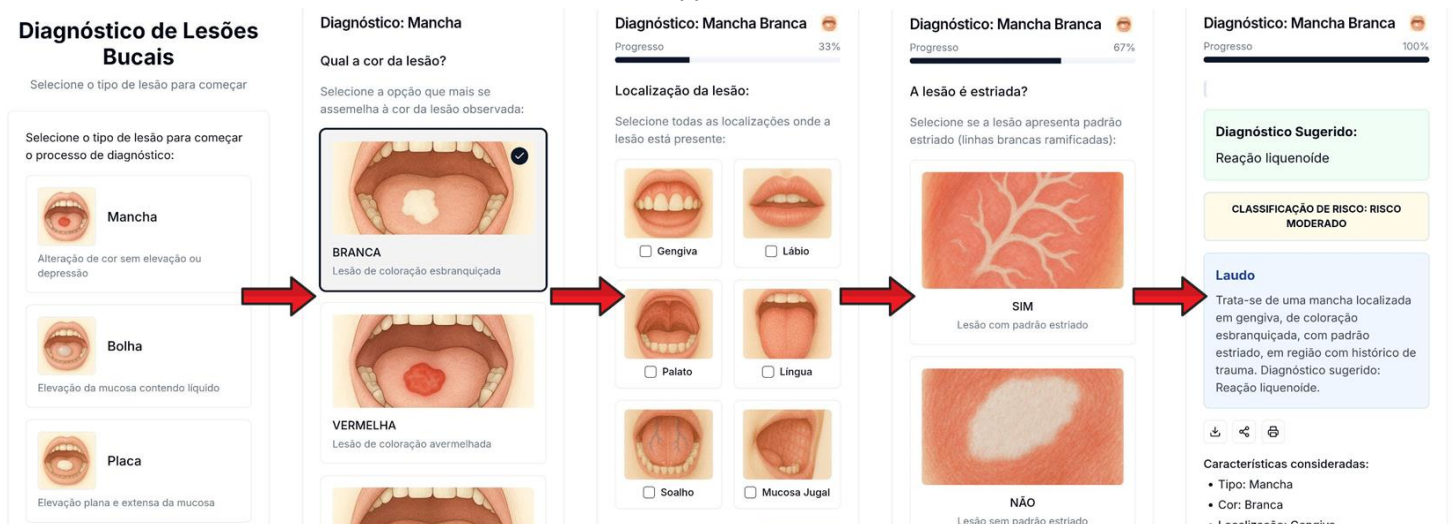 Diagnóstico de Lesões
Bucais
Selecione o tipo de lesão para começar
Selecione o tipo de lesão para começar
o processo de diagnóstico:
Mancha
Alteração de cor sem elevação ou
depressão
Bolha
Elevação da mucosa contendo líquido
Placa
Elevação plana e extensa da mucosa
Diagnóstico: Mancha
Qual a cor da lesão?
Selecione a opção que mais se
assemelha à cor da lesão observada:
BRANCA
Lesão de coloração esbranquiçada
VERMELHA
Lesão de coloração avermelhada
Diagnóstico: Mancha Branca
Progresso 33%
Localização da lesão:
Selecione todas as localizações onde a
lesão está presente:
Gengiva
Lábio
Palato
Língua
Soalho
Mucosa Jugal
Diagnóstico: Mancha Branca
Progresso 67%
A lesão é estriada?
Selecione se a lesão apresenta padrão
estriado (linhas brancas ramificadas):
SIM
Lesão com padrão estriado
NÃO
Lesão sem padrão estriado
Diagnóstico: Mancha Branca
Progresso 100%
Diagnóstico Sugerido:
Reação liquenoíde
CLASSIFICAÇÃO DE RISCO: RISCO
MODERADO
Laudo
Trata-se de uma mancha localizada
em gengiva, de coloração
esbranquiçada, com padrão
estriado, em região com histórico de
trauma. Diagnóstico sugerido:
Reação liquenoíde.
Características consideradas:
• Tipo: Mancha
• Cor: Branca
• Localização: Gengiva